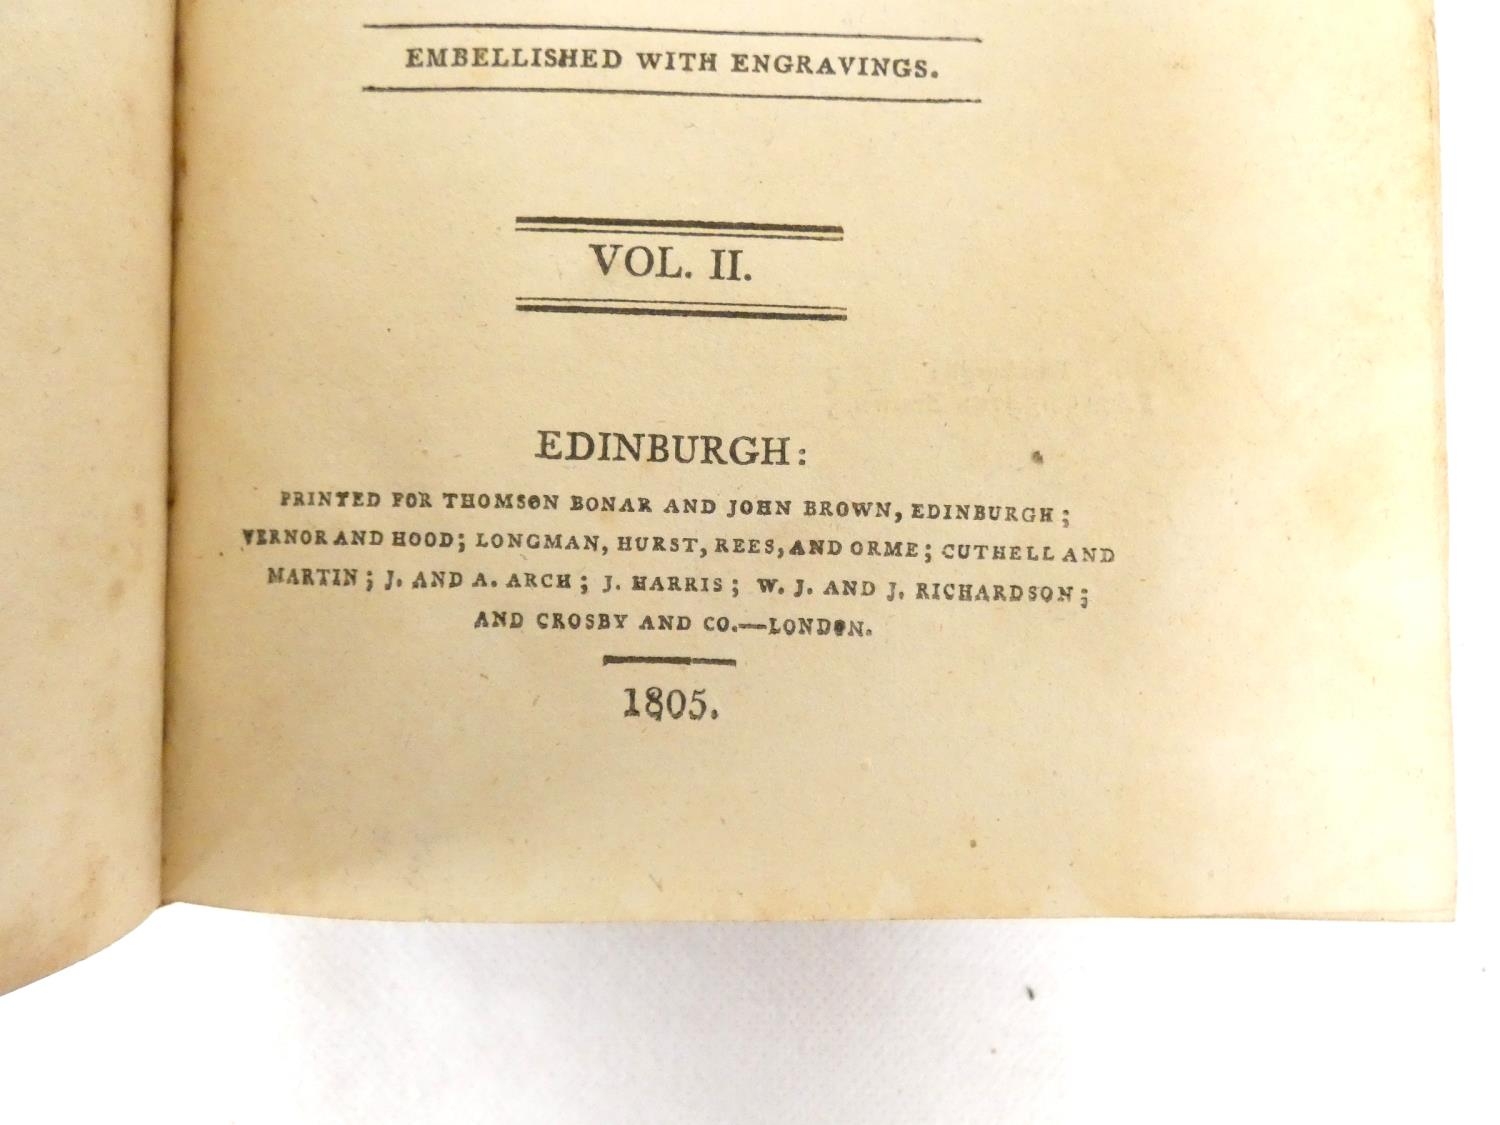 EMBELLISHED WITH ENGRAVINGS.
VOL. II.
EDINBURGH:
PRINTED FOR THOMSON BONAR AND JOHN BROWN, EDINBURGH;
VERNOR AND HOOD; LONGMAN, HURST, REES, AND ORME; CUTHELL AND
MARTIN; J. AND A. ARCH; J. HARRIS; W. J. AND J. RICHARDSON;
AND CROSBY AND CO.—LONDON.
1805.